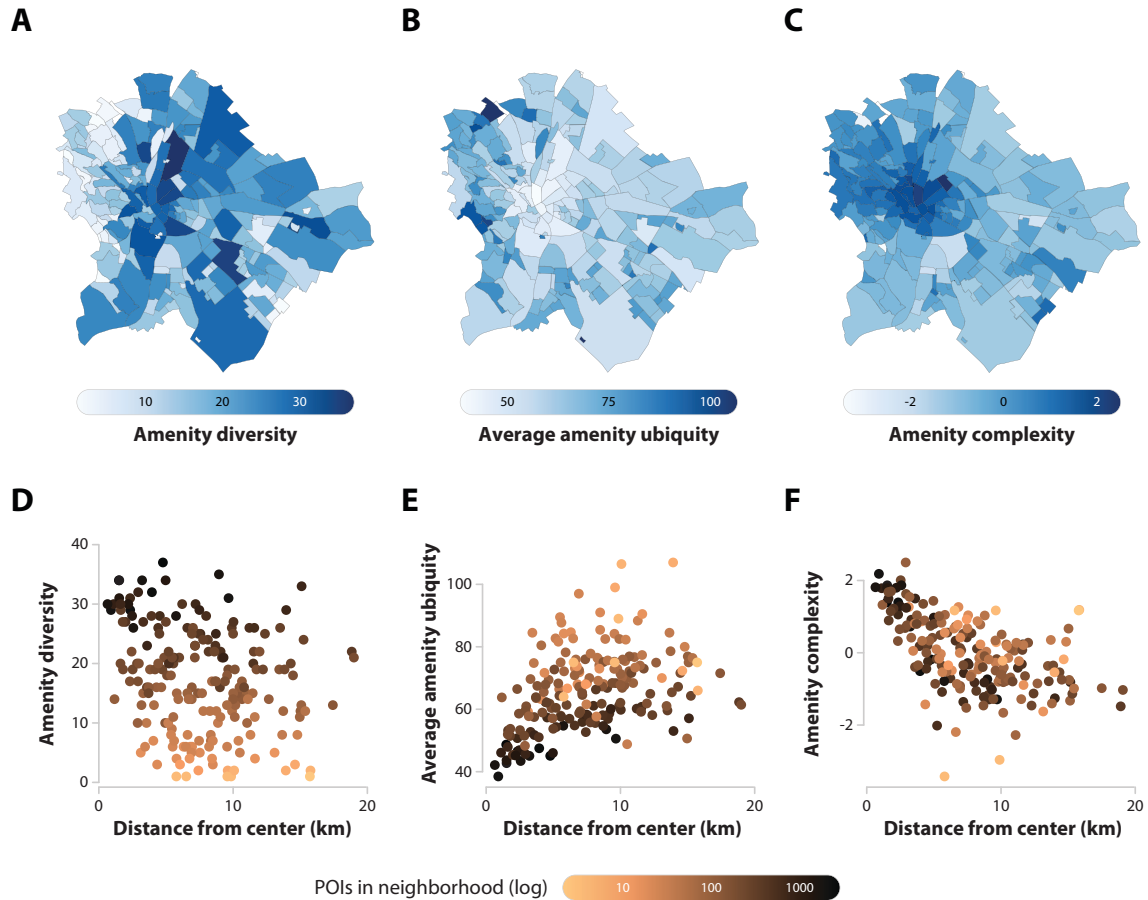 A
B
C
10 20 30
Amenity diversity
50 75 100
Average amenity ubiquity
-2 0 2
Amenity complexity
D
E
F
Amenity diversity
40
30
20
10
0
0 10 20
Distance from center (km)
Average amenity ubiquity
100
80
60
40
0 10 20
Distance from center (km)
Amenity complexity
2
0
-2
0 10 20
Distance from center (km)
POIs in neighborhood (log)
10 100 1000